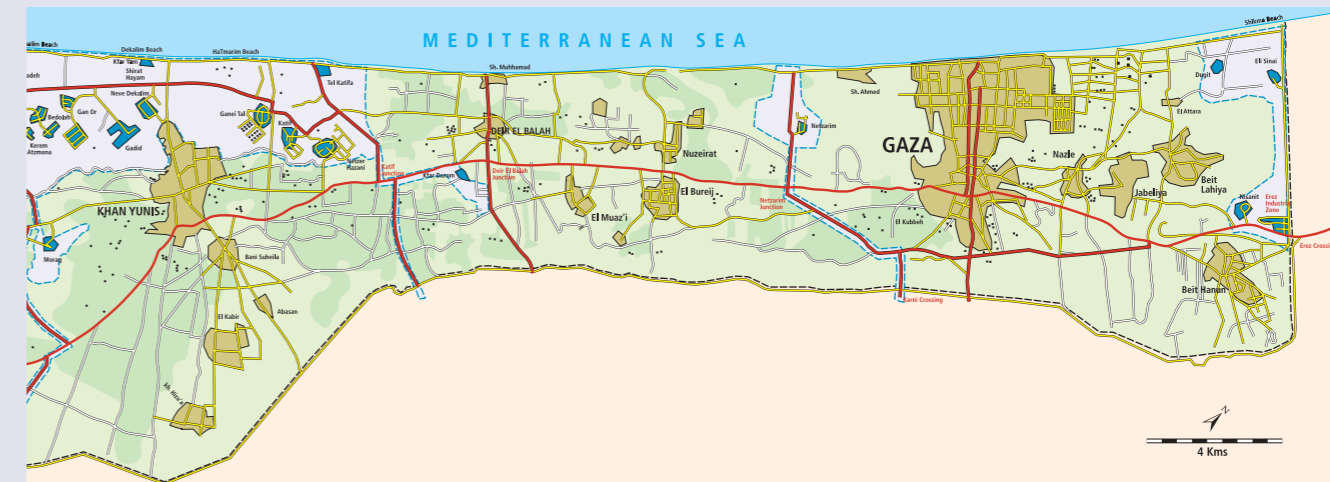 MEDITERRANEAN SEA
Shikma Beach
Dekalim Beach
HaTmarim Beach
Kfar Yam
Shirat
Hayam
Sh. Muhhamad
Tel Katifa
Dugit
Eli Sinai
Neve Dekalim
Gan Or
Bedolah
Ganei Tal
Katif
Sh. Ahmed
El Attara
Kerem
Atzmona
Gadid
Netzarim
DEIR EL BALAH
GAZA
Nuzeirat
Nazle
Netzer
Hazani
Katif
Junction
Kfar Darom
Deir El Balah
Junction
El Bureij
Jabeliya
Beit
Lahiya
Nisanit
Erez
Industrial
Zone
Netzarim
Junction
KHAN YUNIS
El Muaz'i
El Kubbeh
Erez Crossi
Morag
Bani Suheila
Beit Hanun
Karni Crossing
Abasan
El Kabir
N
4 Kms